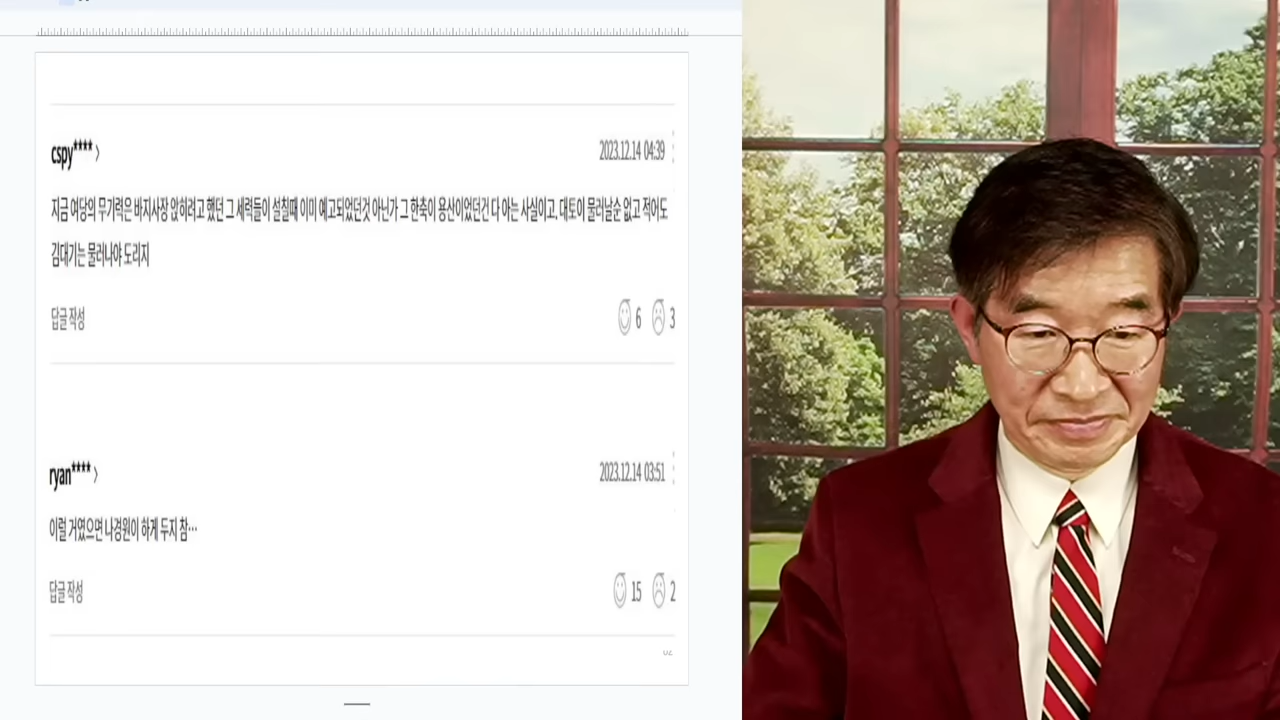 cspy**** 〉
2023.12.14 04:39
지금 여당의 무기력은 바지사장 앉히려고 했던 그 세력들이 설칠때 이미 예고되었던것 아닌가 그 한축이 용산이었던건 다 아는 사실이고, 대도이 물러날순 없고 적어도
김대기는 물러나야 도리지
답글 작성
6
3
ryan**** 〉
2023.12.14 03:51
이럴 거였으면 나경원이 하게 두지 참…
답글 작성
15
2